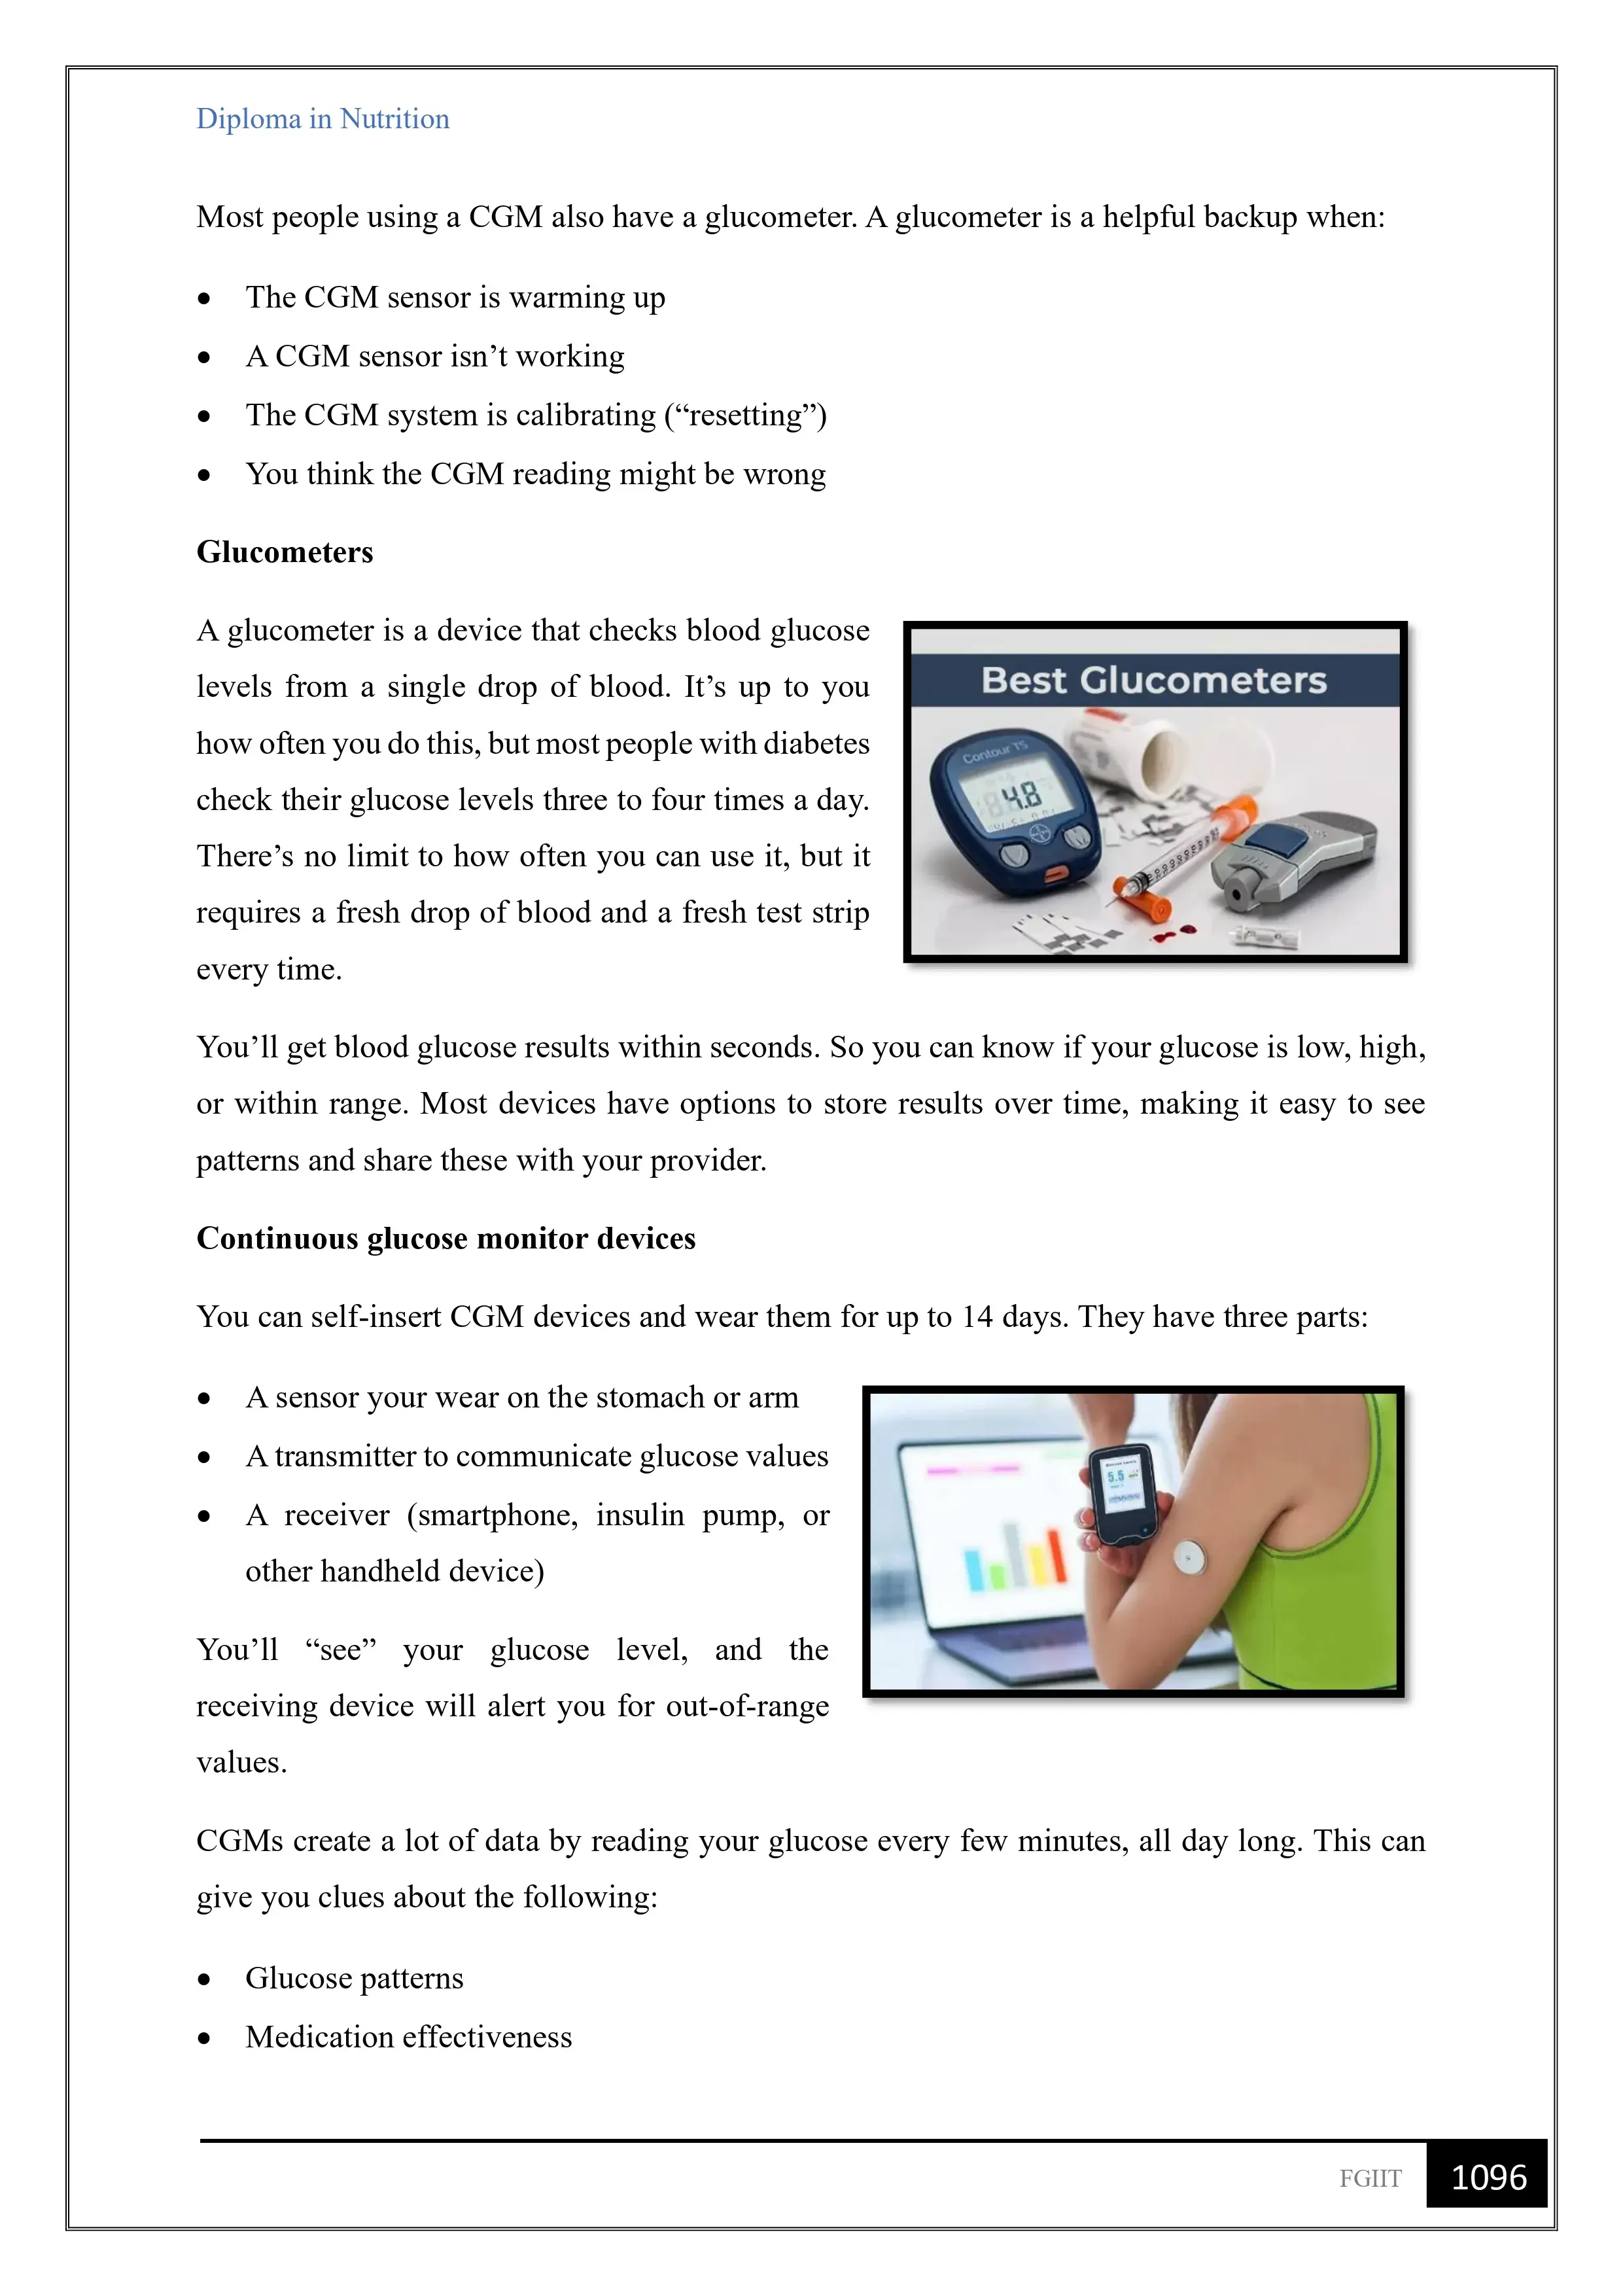 Diploma in Nutrition
Most people using a CGM also have a glucometer. A glucometer is a helpful backup when:
• The CGM sensor is warming up
• A CGM sensor isn’t working
• The CGM system is calibrating (“resetting”)
• You think the CGM reading might be wrong
Glucometers
A glucometer is a device that checks blood glucose
levels from a single drop of blood. It’s up to you
how often you do this, but most people with diabetes
check their glucose levels three to four times a day.
There’s no limit to how often you can use it, but it
requires a fresh drop of blood and a fresh test strip
every time.
Best Glucometers
Contour TS
4.8
You’ll get blood glucose results within seconds. So you can know if your glucose is low, high,
or within range. Most devices have options to store results over time, making it easy to see
patterns and share these with your provider.
Continuous glucose monitor devices
You can self-insert CGM devices and wear them for up to 14 days. They have three parts:
• A sensor your wear on the stomach or arm
• A transmitter to communicate glucose values
• A receiver (smartphone, insulin pump, or
other handheld device)
5.5
You’ll “see” your glucose level, and the
receiving device will alert you for out-of-range
values.
CGMs create a lot of data by reading your glucose every few minutes, all day long. This can
give you clues about the following:
• Glucose patterns
• Medication effectiveness
FGIIT 1096